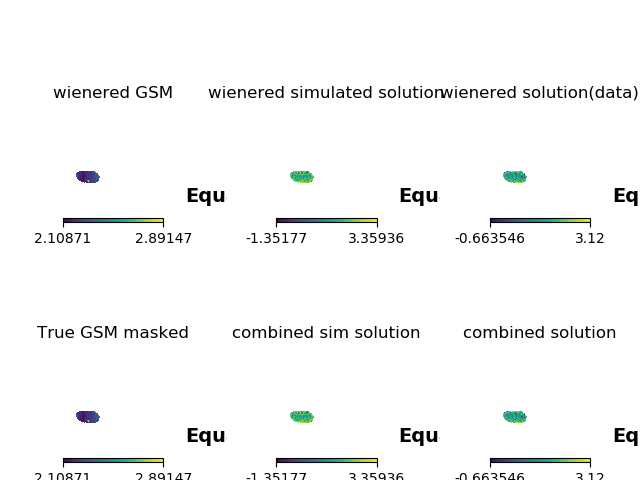 wienered GSM
wienered simulated solution
wienered solution(data)
Equ
Equ
Eq
2.10871 2.89147
-1.35177 3.35936
-0.663546 3.12
True GSM masked
combined sim solution
combined solution
Equ
Equ
Eq
2.10871 2.89147
-1.35177 3.35936
-0.663546 3.12